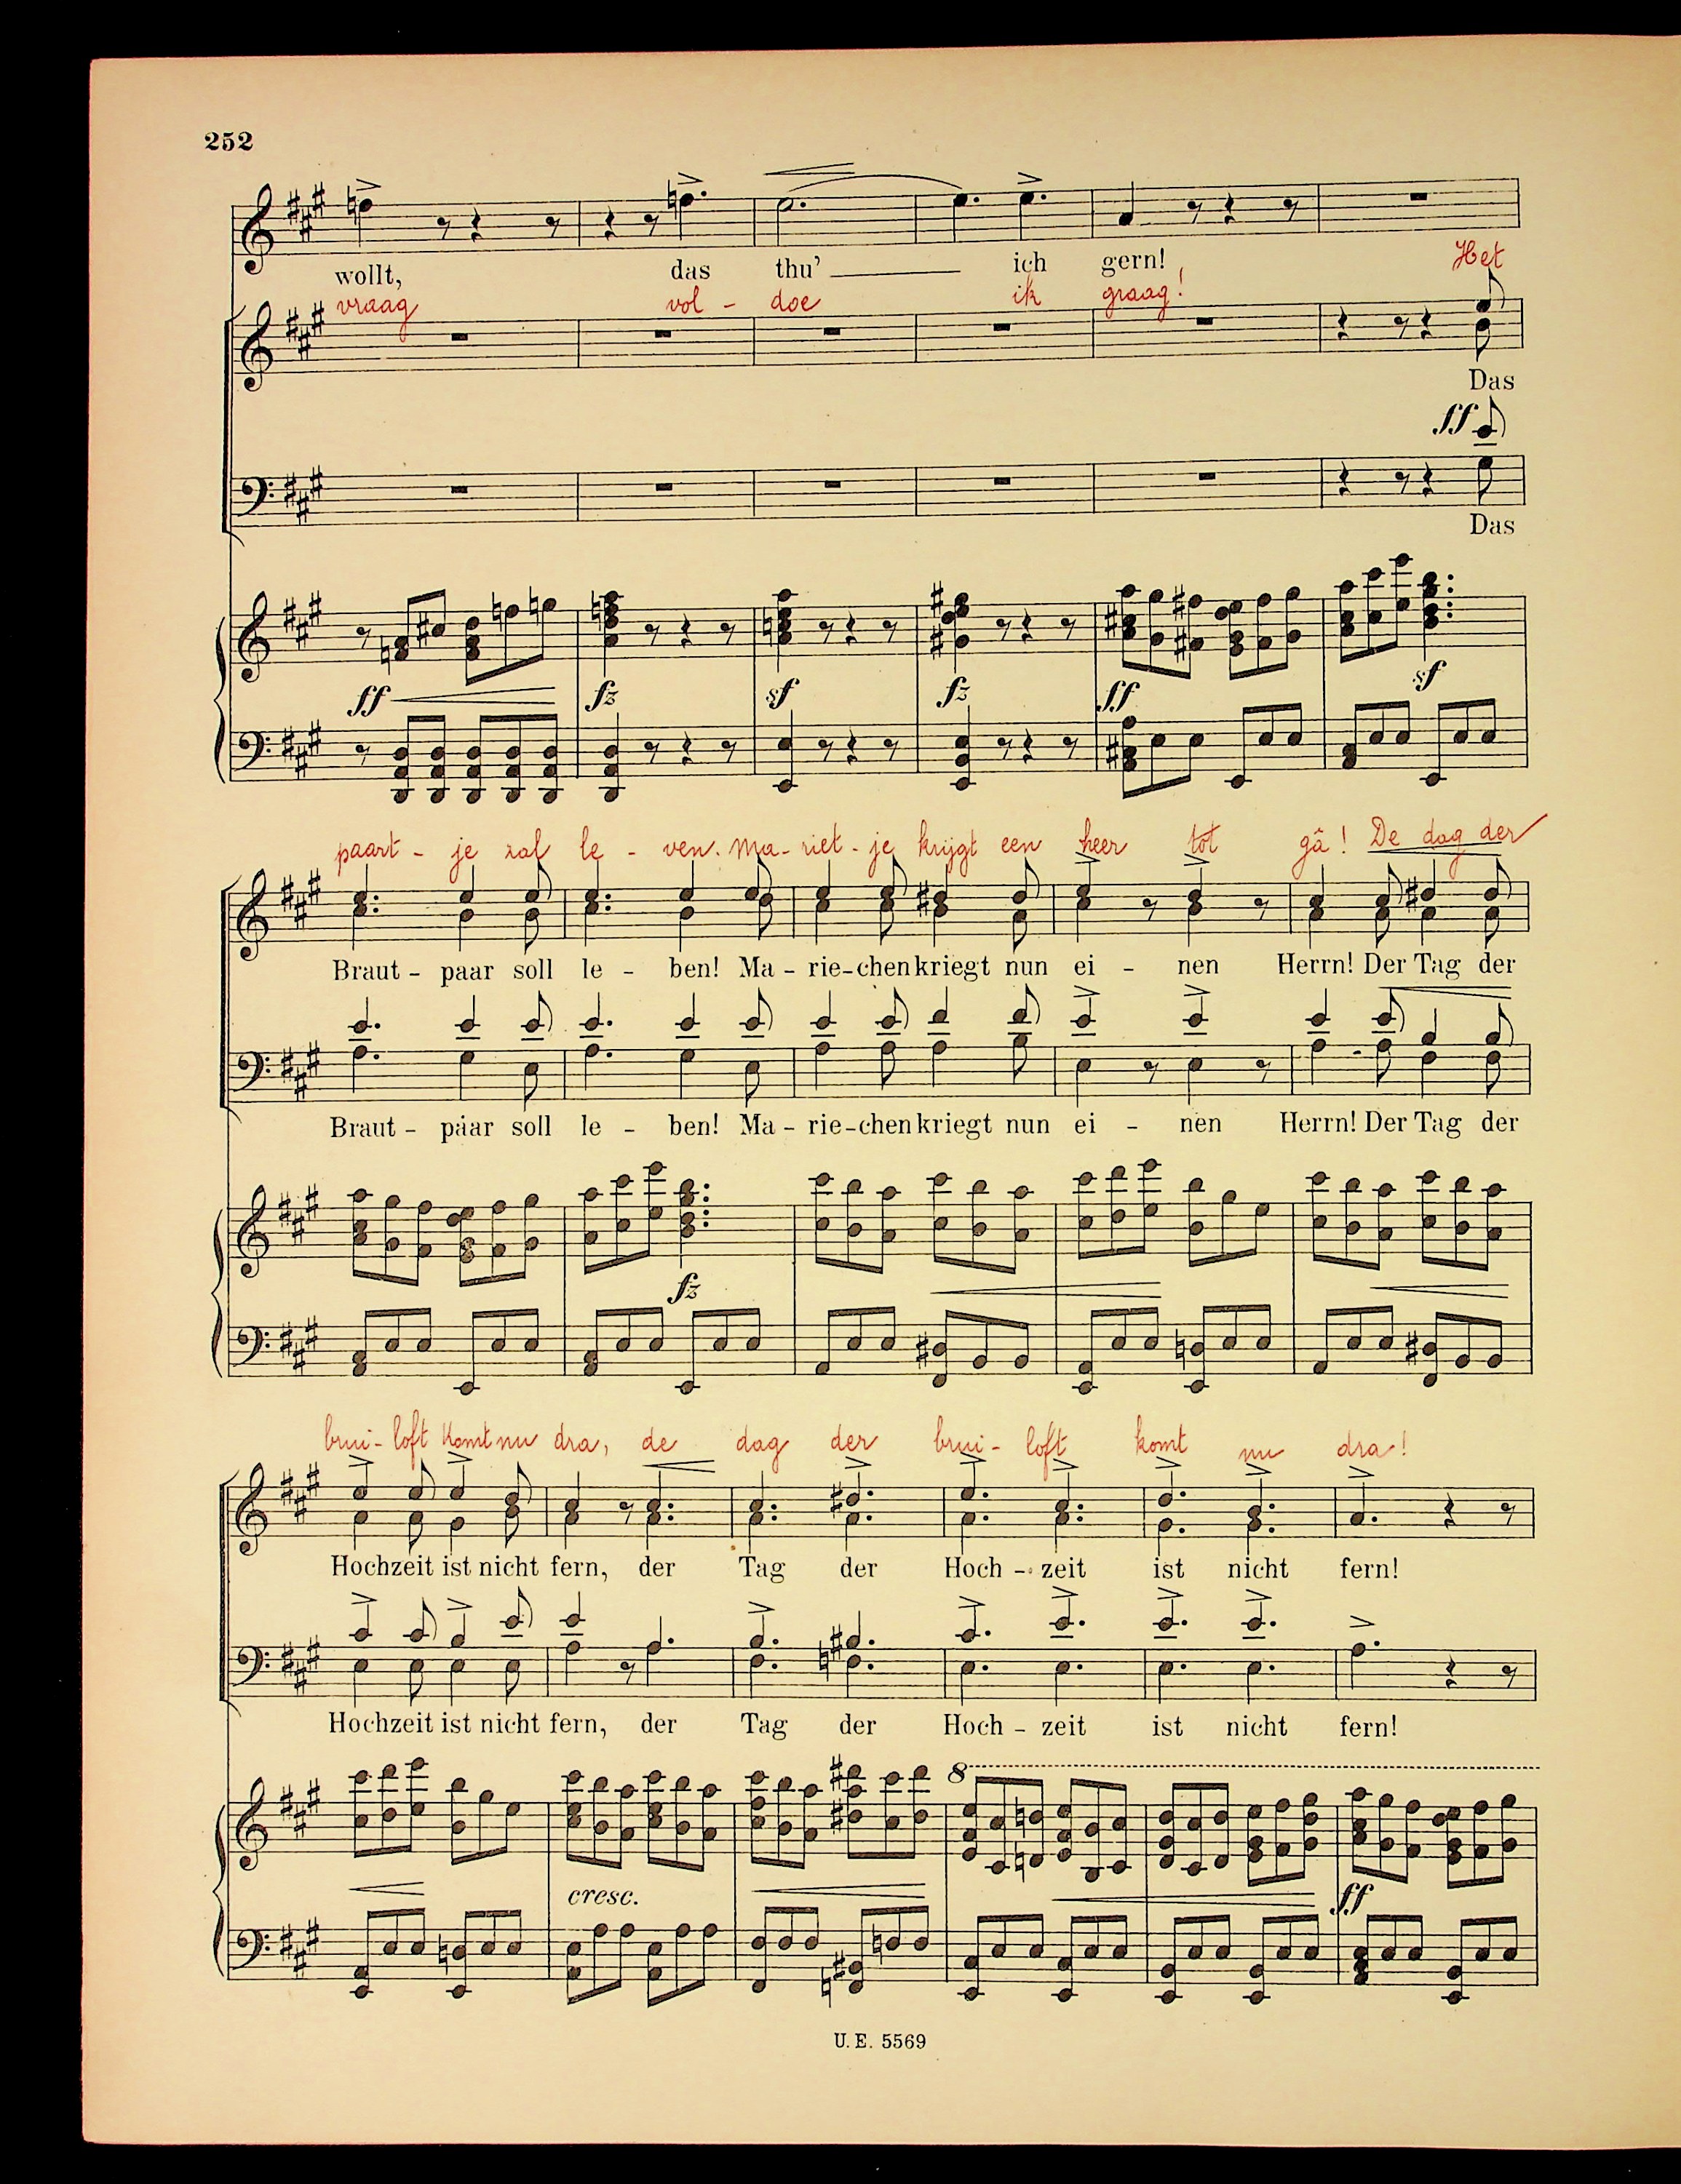 252
wollt, das thu' ich gern!
vraag vol - doe ik graag! Het
Das
ff
Das
ff fz sf fz ff sf
paart - je zal le - ven. Ma - riet - je krijgt een heer tot gâ! De dag der
Braut - paar soll le - ben! Ma - rie - chen kriegt nun ei - nen Herrn! Der Tag der
Braut - paar soll le - ben! Ma - rie - chen kriegt nun ei - nen Herrn! Der Tag der
fz
brui - loft komt nu dra, de dag der brui - loft komt nu dra!
Hochzeit ist nicht fern, der Tag der Hoch - zeit ist nicht fern!
Hochzeit ist nicht fern, der Tag der Hoch - zeit ist nicht fern!
8
cresc. ff
U. E. 5569